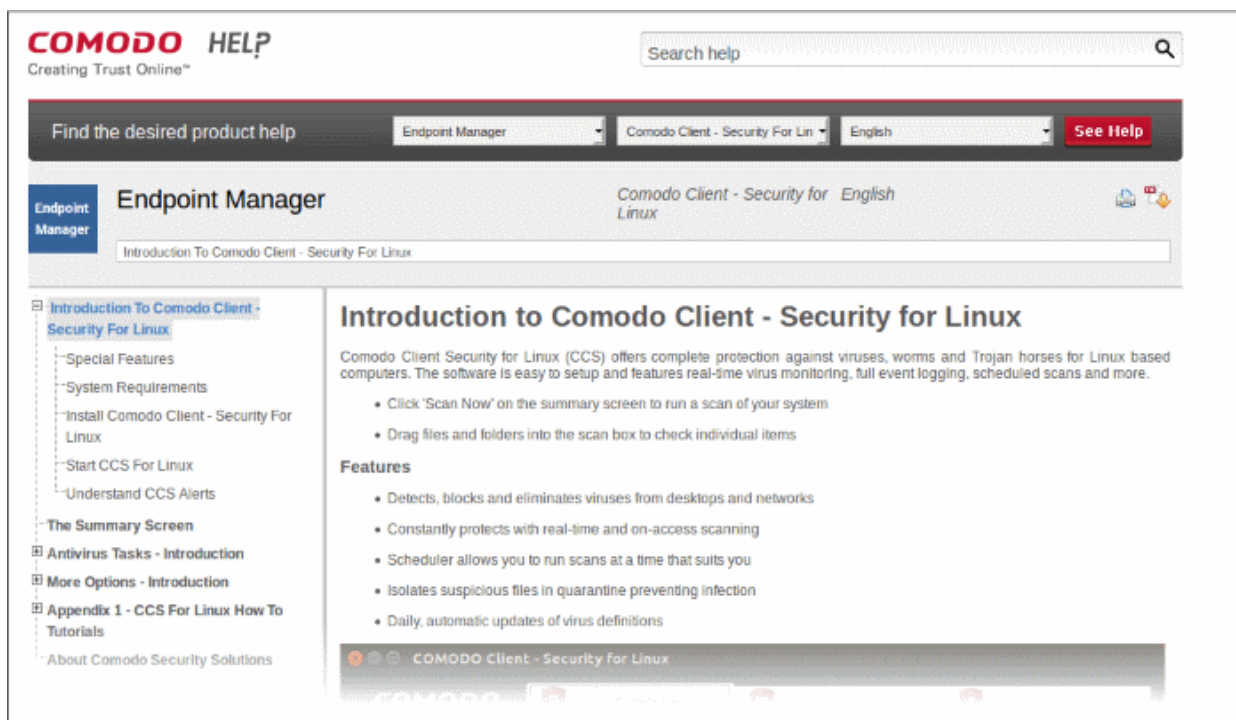 COMODO HELP
Creating Trust Online™
Search help
Find the desired product help
Endpoint Manager
Comodo Client - Security For Lin
English
See Help
Endpoint
Manager
Endpoint Manager
Comodo Client - Security for
Linux
English
Introduction To Comodo Client - Security For Linux
Introduction To Comodo Client -
Security For Linux
Special Features
System Requirements
Install Comodo Client - Security For
Linux
Start CCS For Linux
Understand CCS Alerts
The Summary Screen
Antivirus Tasks - Introduction
More Options - Introduction
Appendix 1 - CCS For Linux How To
Tutorials
About Comodo Security Solutions
Introduction to Comodo Client - Security for Linux
Comodo Client Security for Linux (CCS) offers complete protection against viruses, worms and Trojan horses for Linux based
computers. The software is easy to setup and features real-time virus monitoring, full event logging, scheduled scans and more.
• Click 'Scan Now' on the summary screen to run a scan of your system
• Drag files and folders into the scan box to check individual items
Features
• Detects, blocks and eliminates viruses from desktops and networks
• Constantly protects with real-time and on-access scanning
• Scheduler allows you to run scans at a time that suits you
• Isolates suspicious files in quarantine preventing infection
• Daily, automatic updates of virus definitions
COMODO Client - Security for Linux
COMODO